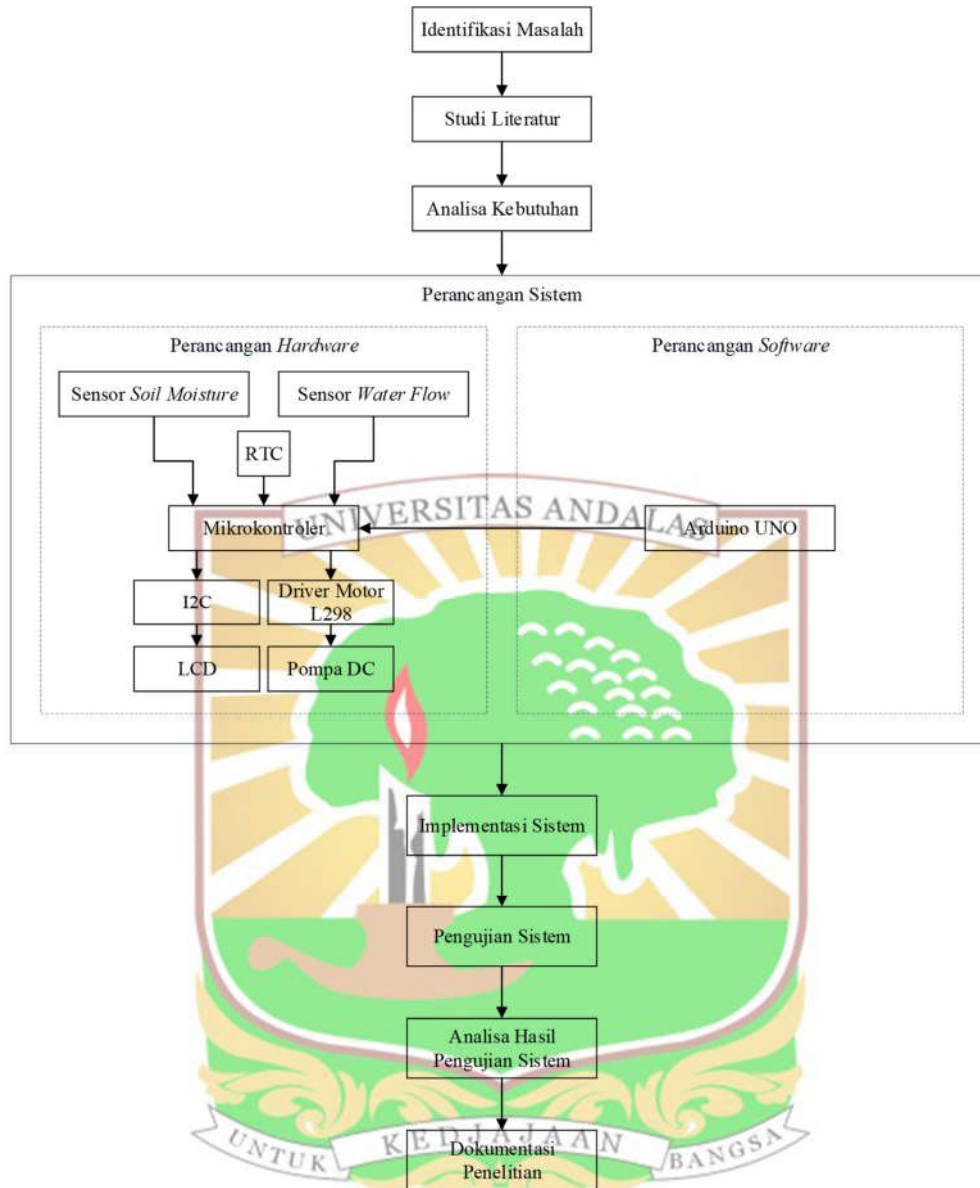 Identifikasi Masalah
Studi Literatur
Analisa Kebutuhan
Perancangan Sistem
Perancangan Hardware
Perancangan Software
Sensor Soil Moisture
Sensor Water Flow
RTC
UNIVERSITAS ANDALAS
Mikrokontroler
Arduino UNO
I2C
Driver Motor
L298
LCD
Pompa DC
Implementasi Sistem
Pengujian Sistem
Analisa Hasil
Pengujian Sistem
UNTUK KEDJAJAAN BANGSA
Dokumentasi
Penelitian